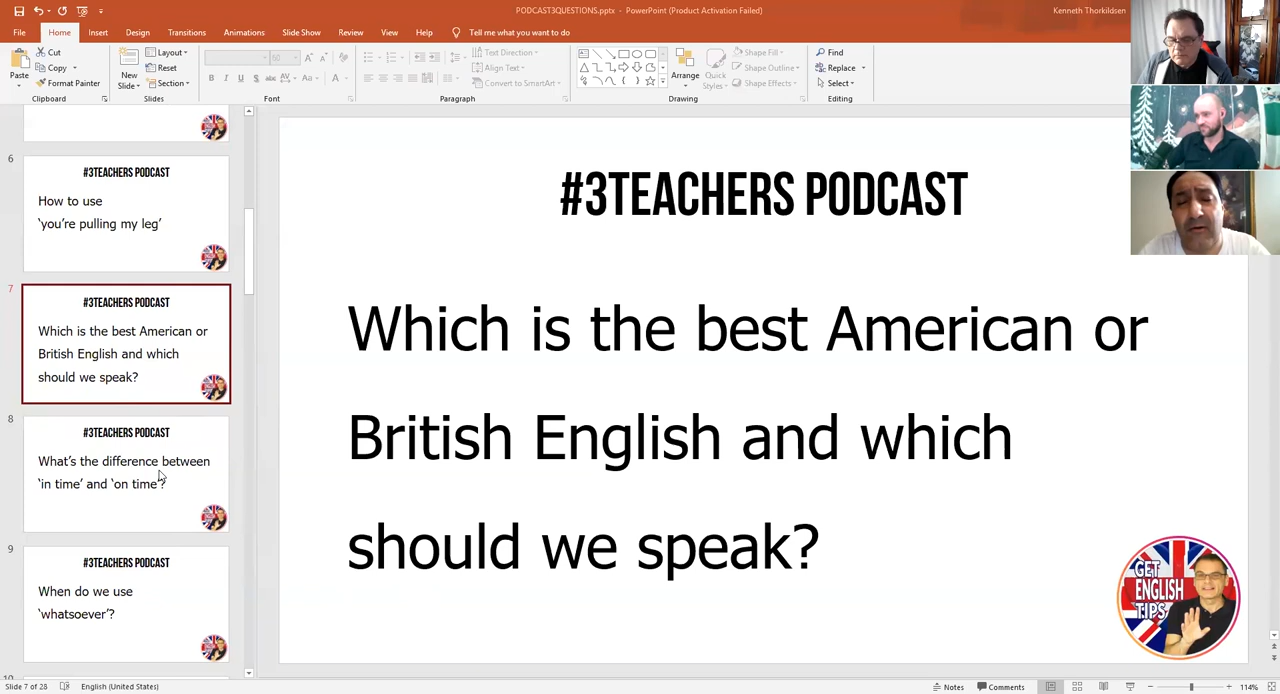 PODCAST3QUESTIONS.pptx - PowerPoint (Product Activation Failed)
Kenneth Thorkildsen
File Home Insert Design Transitions Animations Slide Show Review View Help Tell me what you want to do
Paste
Cut
Copy
Format Painter
Clipboard
New
Slide
Layout
Reset
Section
Slides
60
B I U S abc AV Aa A
Font
Text Direction
Align Text
Convert to SmartArt
Paragraph
Arrange
Quick
Styles
Shape Fill
Shape Outline
Shape Effects
Drawing
Find
Replace
Select
Editing
6
#3TEACHERS PODCAST
How to use
‘you’re pulling my leg’
7
#3TEACHERS PODCAST
Which is the best American or
British English and which
should we speak?
8
#3TEACHERS PODCAST
What’s the difference between
‘in time’ and ‘on time’?
9
#3TEACHERS PODCAST
When do we use
‘whatsoever’?
#3TEACHERS PODCAST
Which is the best American or
British English and which
should we speak?
GET
ENGLISH
TIPS
Slide 7 of 28 English (United States) Notes Comments 114%